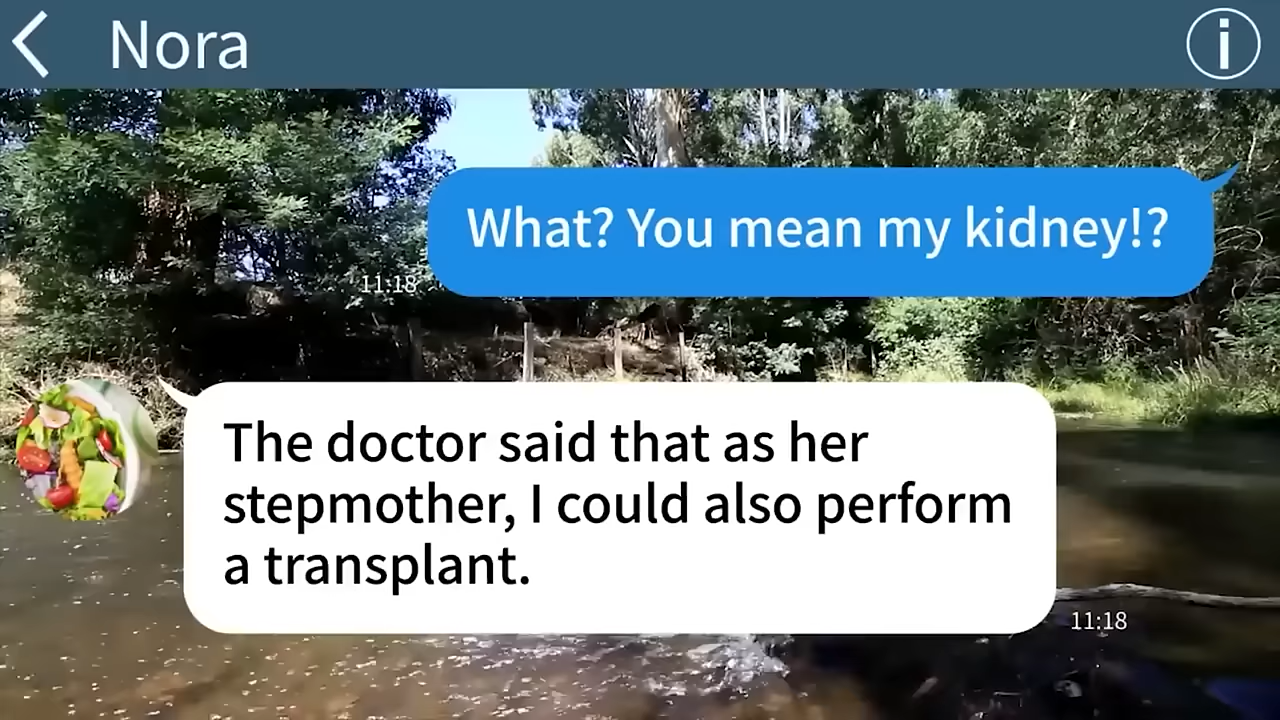 Nora
i
What? You mean my kidney!?
11:18
The doctor said that as her
stepmother, I could also perform
a transplant.
11:18